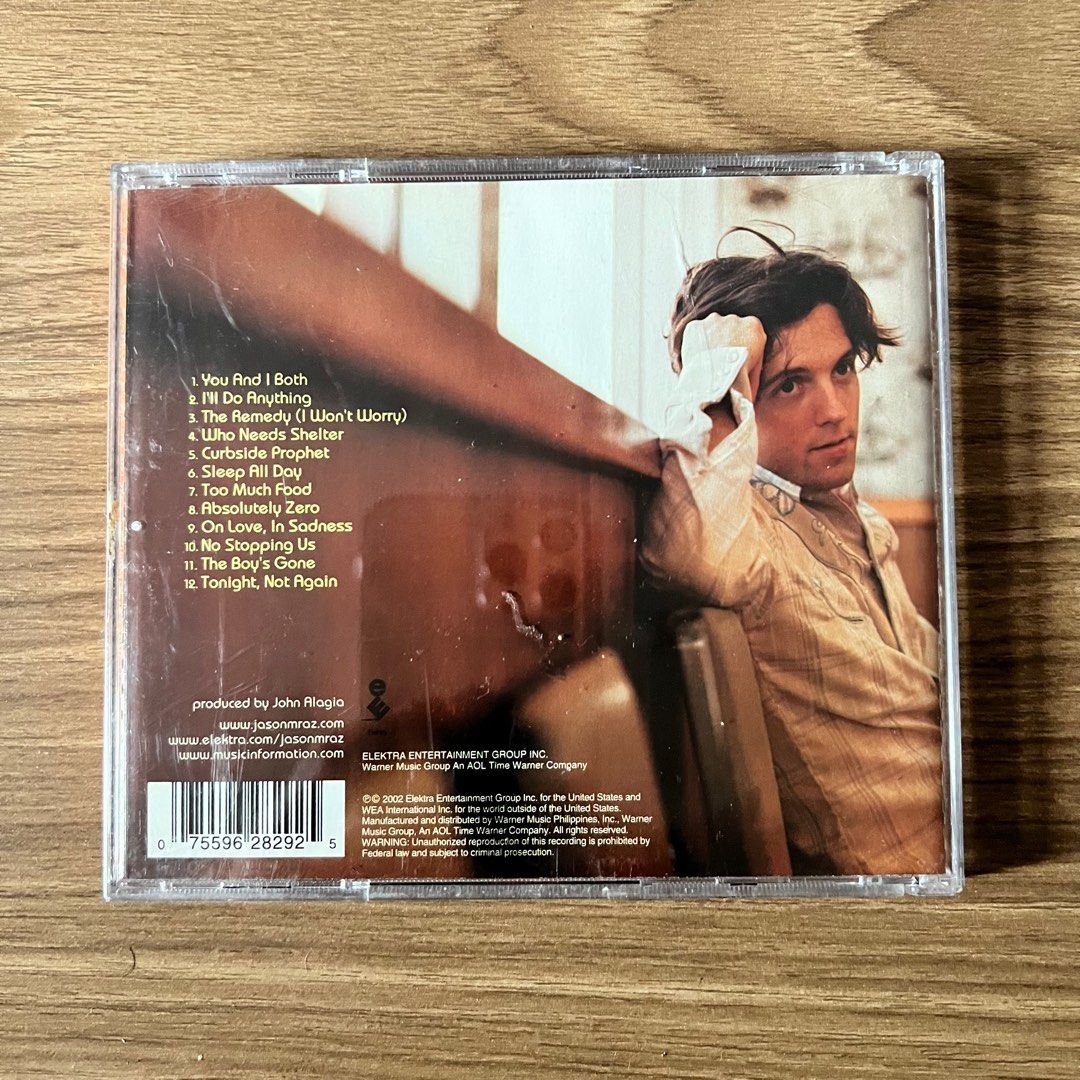 1. You And I Both
2. I'll Do Anything
3. The Remedy (I Won't Worry)
4. Who Needs Shelter
5. Curbside Prophet
6. Sleep All Day
7. Too Much Food
8. Absolutely Zero
9. On Love, In Sadness
10. No Stopping Us
11. The Boy's Gone
12. Tonight, Not Again
produced by John Alagia
www.jasonmraz.com
www.elektra.com/jasonmraz
www.musicinformation.com
ELEKTRA ENTERTAINMENT GROUP INC.
Warner Music Group An AOL Time Warner Company
℗© 2002 Elektra Entertainment Group Inc. for the United States and
WEA International Inc. for the world outside of the United States.
Manufactured and distributed by Warner Music Philippines, Inc., Warner
Music Group, An AOL Time Warner Company. All rights reserved.
WARNING: Unauthorized reproduction of this recording is prohibited by
Federal law and subject to criminal prosecution.
0 75596 28292 5